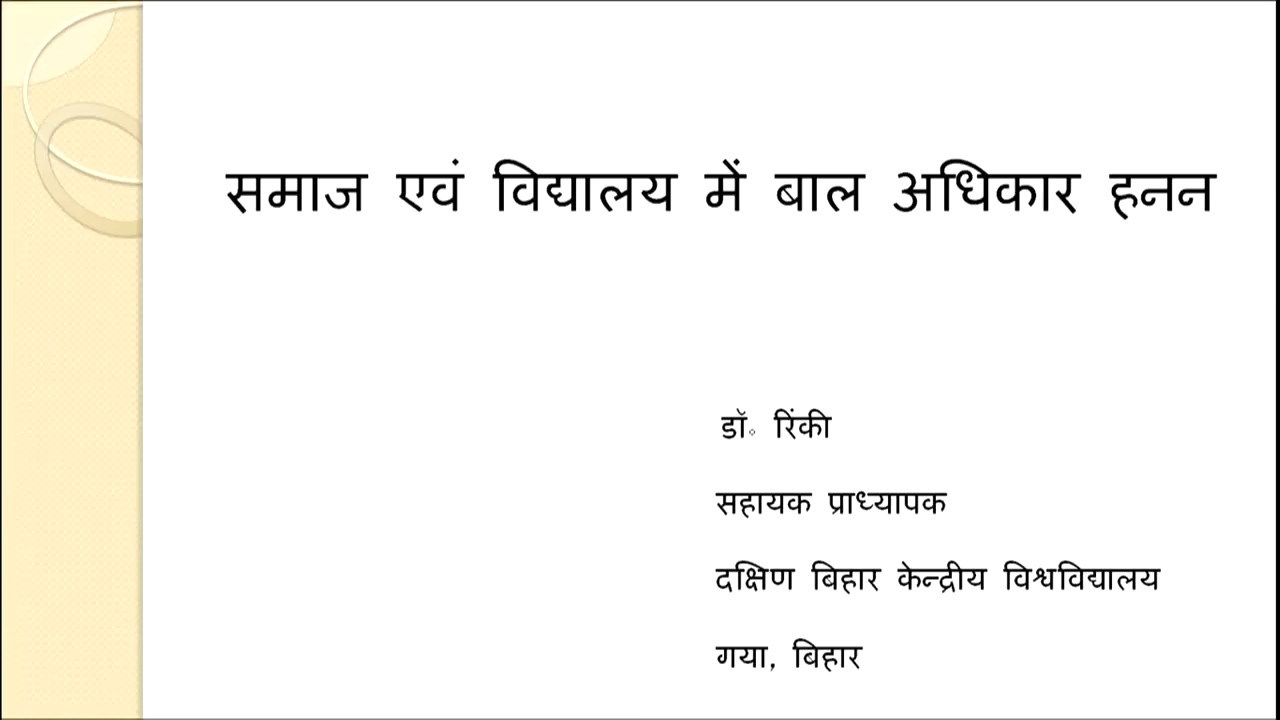 समाज एवं विद्यालय में बाल अधिकार हनन
डॉ॰ रिंकी
सहायक प्राध्यापक
दक्षिण बिहार केन्द्रीय विश्वविद्यालय
गया, बिहार